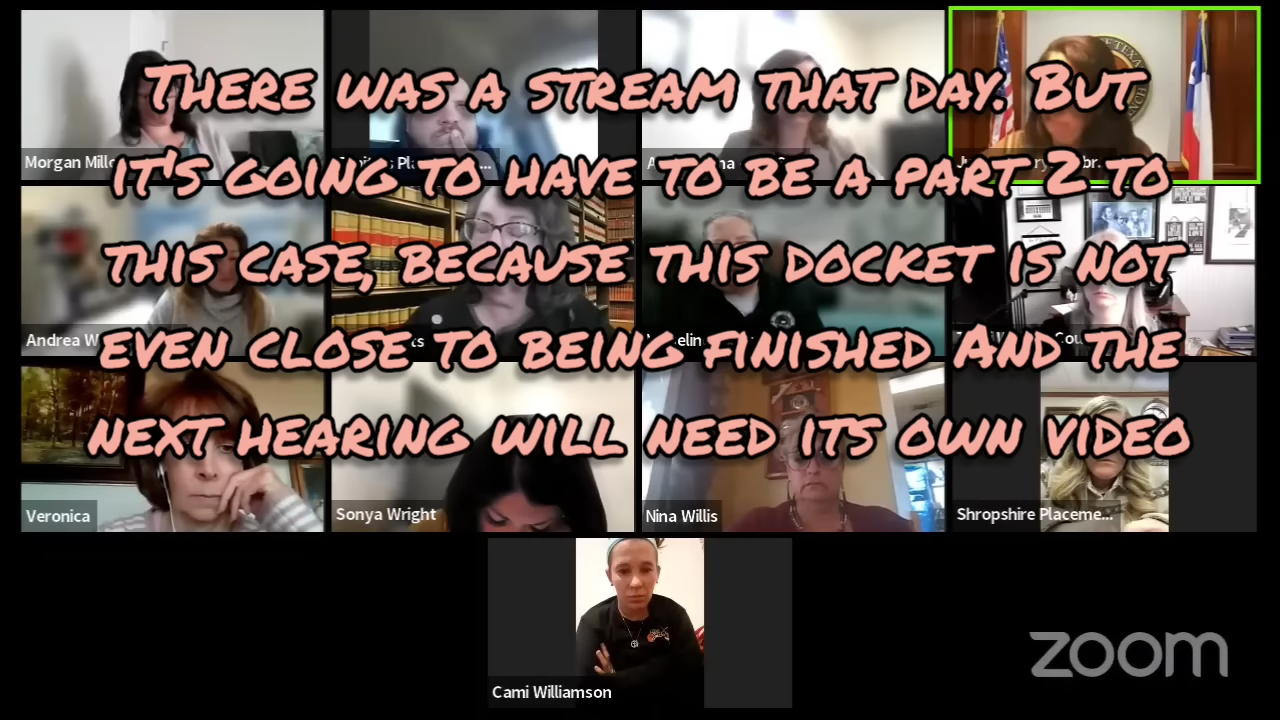 There was a stream that day. But
it's going to have to be a part 2 to
this case, because this docket is not
even close to being finished And the
next hearing will need its own video
Morgan Mill
Andrea W
Veronica
Sonya Wright
Nina Willis
Shropshire Placeme...
Cami Williamson
zoom